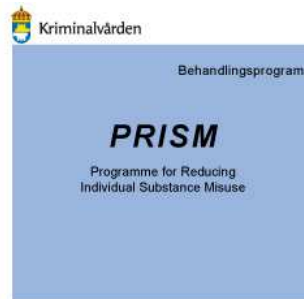 Kriminalvården
Behandlingsprogram
PRISM
Programme for Reducing
Individual Substance Misuse